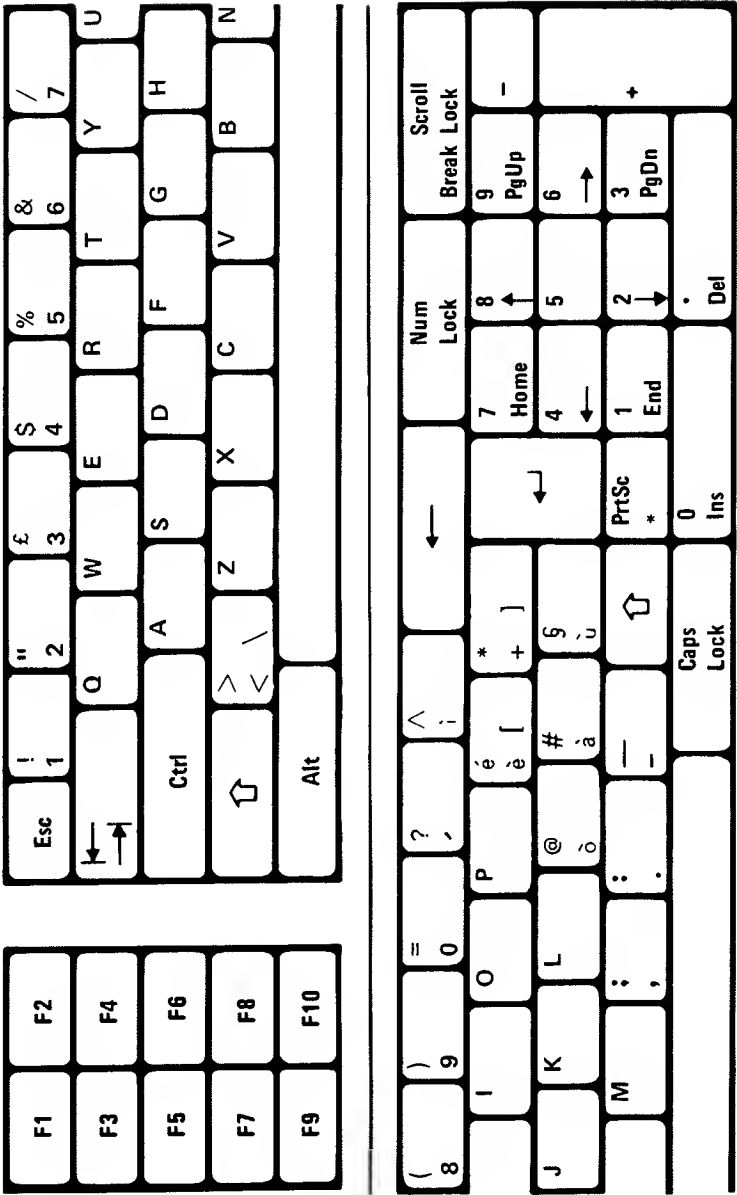 F1 F2 Esc ! 1 " 2 £ 3 $ 4 % 5 & 6 / 7
F3 F4 Q W E R T Y U
F5 F6 Ctrl A S D F G H
F7 F8 ⇧ > < \ Z X C V B N
F9 F10 Alt
( 8 ) 9 = 0 ? ' ^ ì ← Num Lock Scroll Break Lock
I O P é è [ * + ] ↵ 7 Home 8 ↑ 9 PgUp -
J K L @ ò # à § ù 4 ← 5 6 → +
M ; , : . _ - ⇧ PrtSc * 1 End 2 ↓ 3 PgDn
Caps Lock 0 Ins . Del